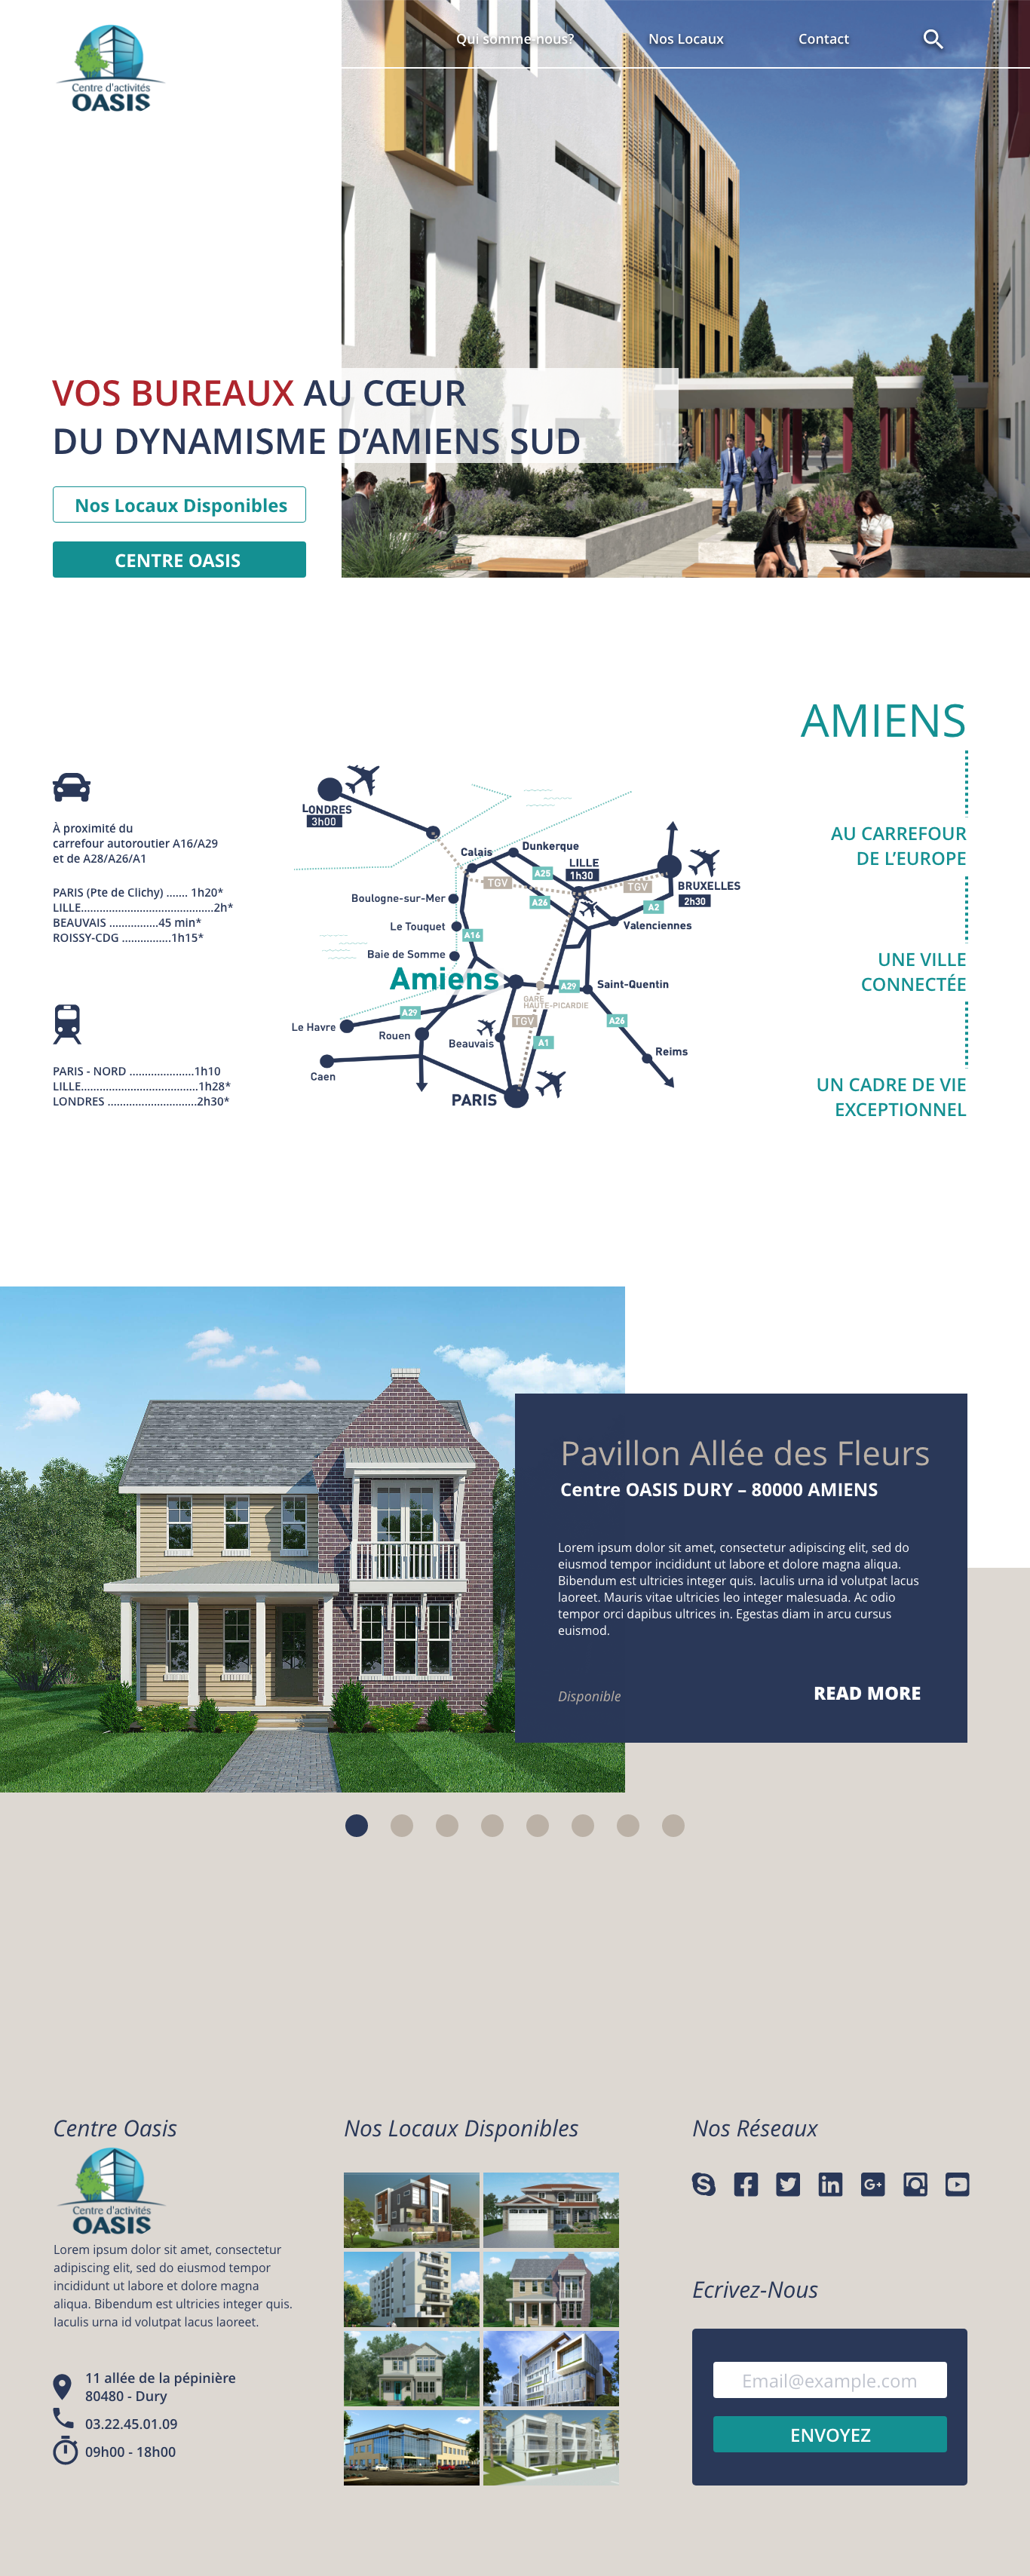 Centre d'activités
OASIS
Qui somme-nous?
Nos Locaux
Contact
VOS BUREAUX AU CŒUR
DU DYNAMISME D'AMIENS SUD
Nos Locaux Disponibles
CENTRE OASIS
AMIENS
AU CARREFOUR
DE L'EUROPE
UNE VILLE
CONNECTÉE
UN CADRE DE VIE
EXCEPTIONNEL
À proximité du
carrefour autoroutier A16/A29
et de A28/A26/A1
PARIS (Pte de Clichy) ....... 1h20*
LILLE...........................................2h*
BEAUVAIS ................45 min*
ROISSY-CDG ................1h15*
PARIS - NORD .....................1h10
LILLE......................................1h28*
LONDRES .............................2h30*
LONDRES
3h00
Calais
Dunkerque
LILLE
1h30
A25
TGV
TGV
BRUXELLES
2h30
Boulogne-sur-Mer
A26
A2
Le Touquet
Valenciennes
A16
Baie de Somme
Amiens
Saint-Quentin
A29
GARE
HAUTE-PICARDIE
A29
TGV
A26
Le Havre
Rouen
Beauvais
A1
Reims
Caen
PARIS
Pavillon Allée des Fleurs
Centre OASIS DURY – 80000 AMIENS
Lorem ipsum dolor sit amet, consectetur adipiscing elit, sed do
eiusmod tempor incididunt ut labore et dolore magna aliqua.
Bibendum est ultricies integer quis. Iaculis urna id volutpat lacus
laoreet. Mauris vitae ultricies leo integer malesuada. Ac odio
tempor orci dapibus ultrices in. Egestas diam in arcu cursus
euismod.
Disponible
READ MORE
Centre Oasis
Centre d'activités
OASIS
Lorem ipsum dolor sit amet, consectetur
adipiscing elit, sed do eiusmod tempor
incididunt ut labore et dolore magna
aliqua. Bibendum est ultricies integer quis.
Iaculis urna id volutpat lacus laoreet.
11 allée de la pépinière
80480 - Dury
03.22.45.01.09
09h00 - 18h00
Nos Locaux Disponibles
Nos Réseaux
Ecrivez-Nous
Email@example.com
ENVOYEZ